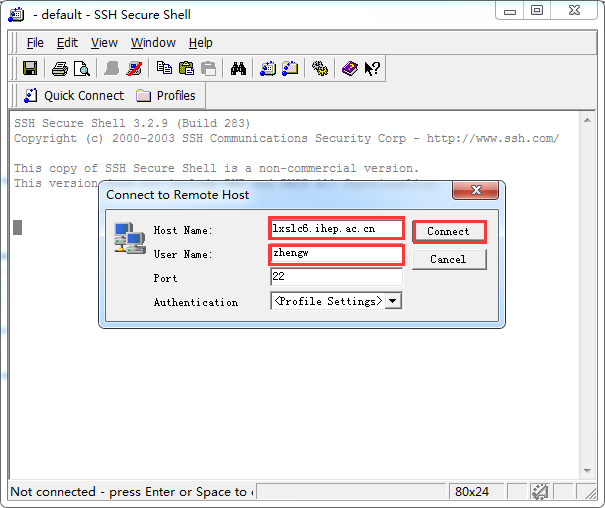 - default - SSH Secure Shell
File Edit View Window Help
Quick Connect Profiles
SSH Secure Shell 3.2.9 (Build 283)
Copyright (c) 2000-2003 SSH Communications Security Corp - http://www.ssh.com/
This copy of SSH Secure Shell is a non-commercial version.
This version
Connect to Remote Host
Host Name: lxslc6.ihep.ac.cn Connect
User Name: zhengw Cancel
Port 22
Authentication <Profile Settings>
Not connected - press Enter or Space to 80x24